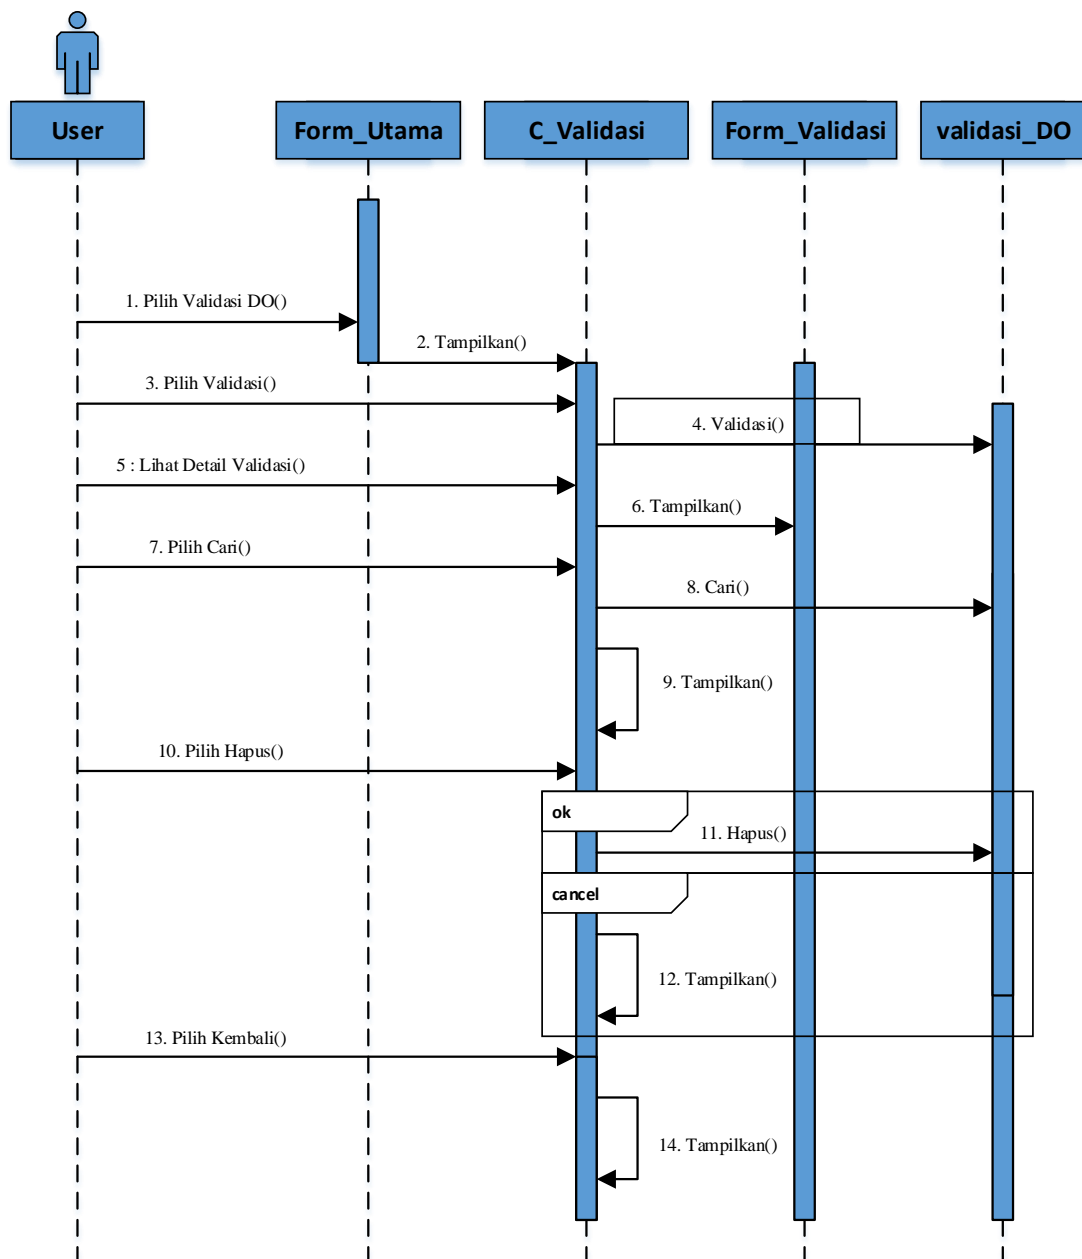 User
Form_Utama
C_Validasi
Form_Validasi
validasi_DO
1. Pilih Validasi DO()
2. Tampilkan()
3. Pilih Validasi()
4. Validasi()
5 : Lihat Detail Validasi()
6. Tampilkan()
7. Pilih Cari()
8. Cari()
9. Tampilkan()
10. Pilih Hapus()
ok
11. Hapus()
cancel
12. Tampilkan()
13. Pilih Kembali()
14. Tampilkan()